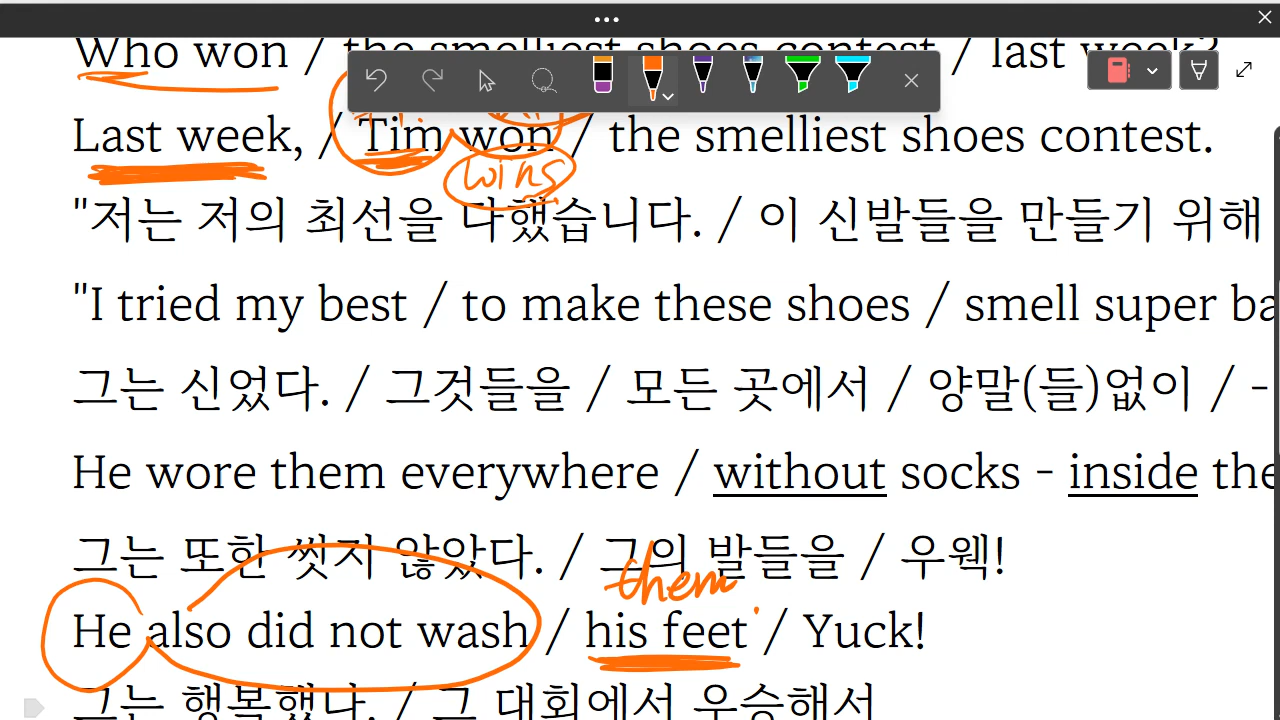 Who won / the smelliest shoes contest / last week?
Last week, / Tim won / the smelliest shoes contest.
wins
"저는 저의 최선을 다했습니다. / 이 신발들을 만들기 위해
"I tried my best / to make these shoes / smell super ba
그는 신었다. / 그것들을 / 모든 곳에서 / 양말(들)없이 / -
He wore them everywhere / without socks - inside the
그는 또한 씻지 않았다. / 그의 발들을 / 우웩!
them
He also did not wash / his feet / Yuck!
그는 행복했다. / 그 대회에서 우승해서